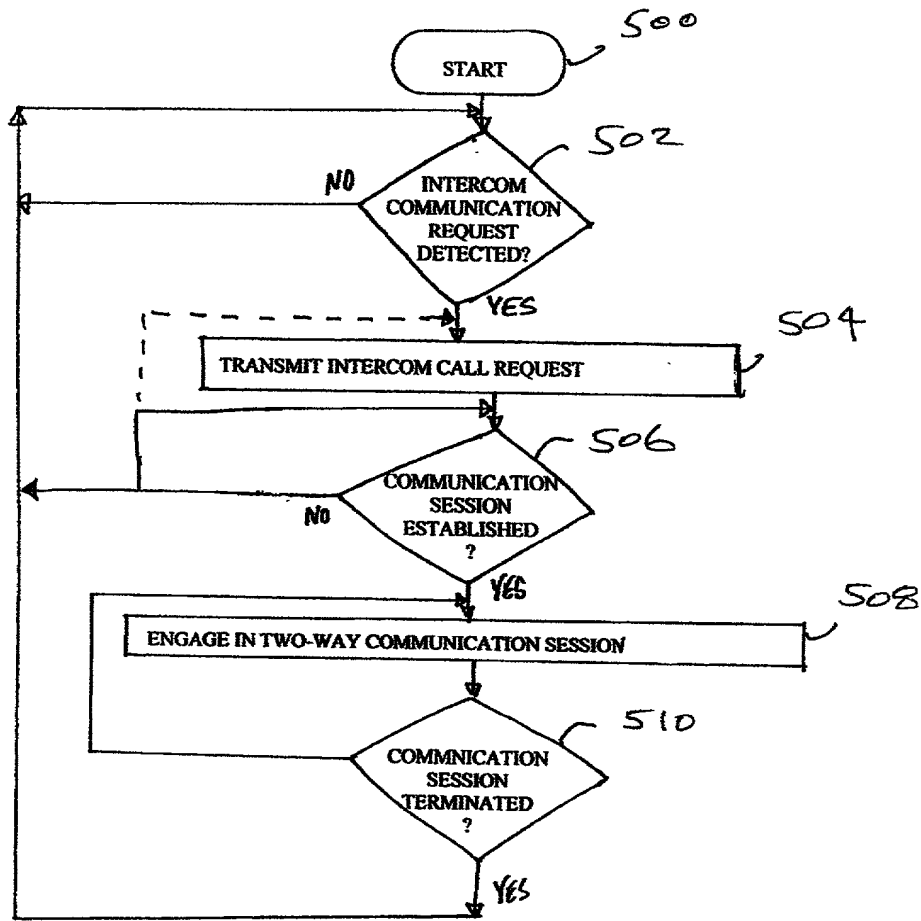 500
START
502
NO
INTERCOM
COMMUNICATION
REQUEST
DETECTED?
YES
504
TRANSMIT INTERCOM CALL REQUEST
506
COMMUNICATION
SESSION
ESTABLISHED
?
NO
YES
508
ENGAGE IN TWO-WAY COMMUNICATION SESSION
510
COMMNICATION
SESSION
TERMINATED
?
YES